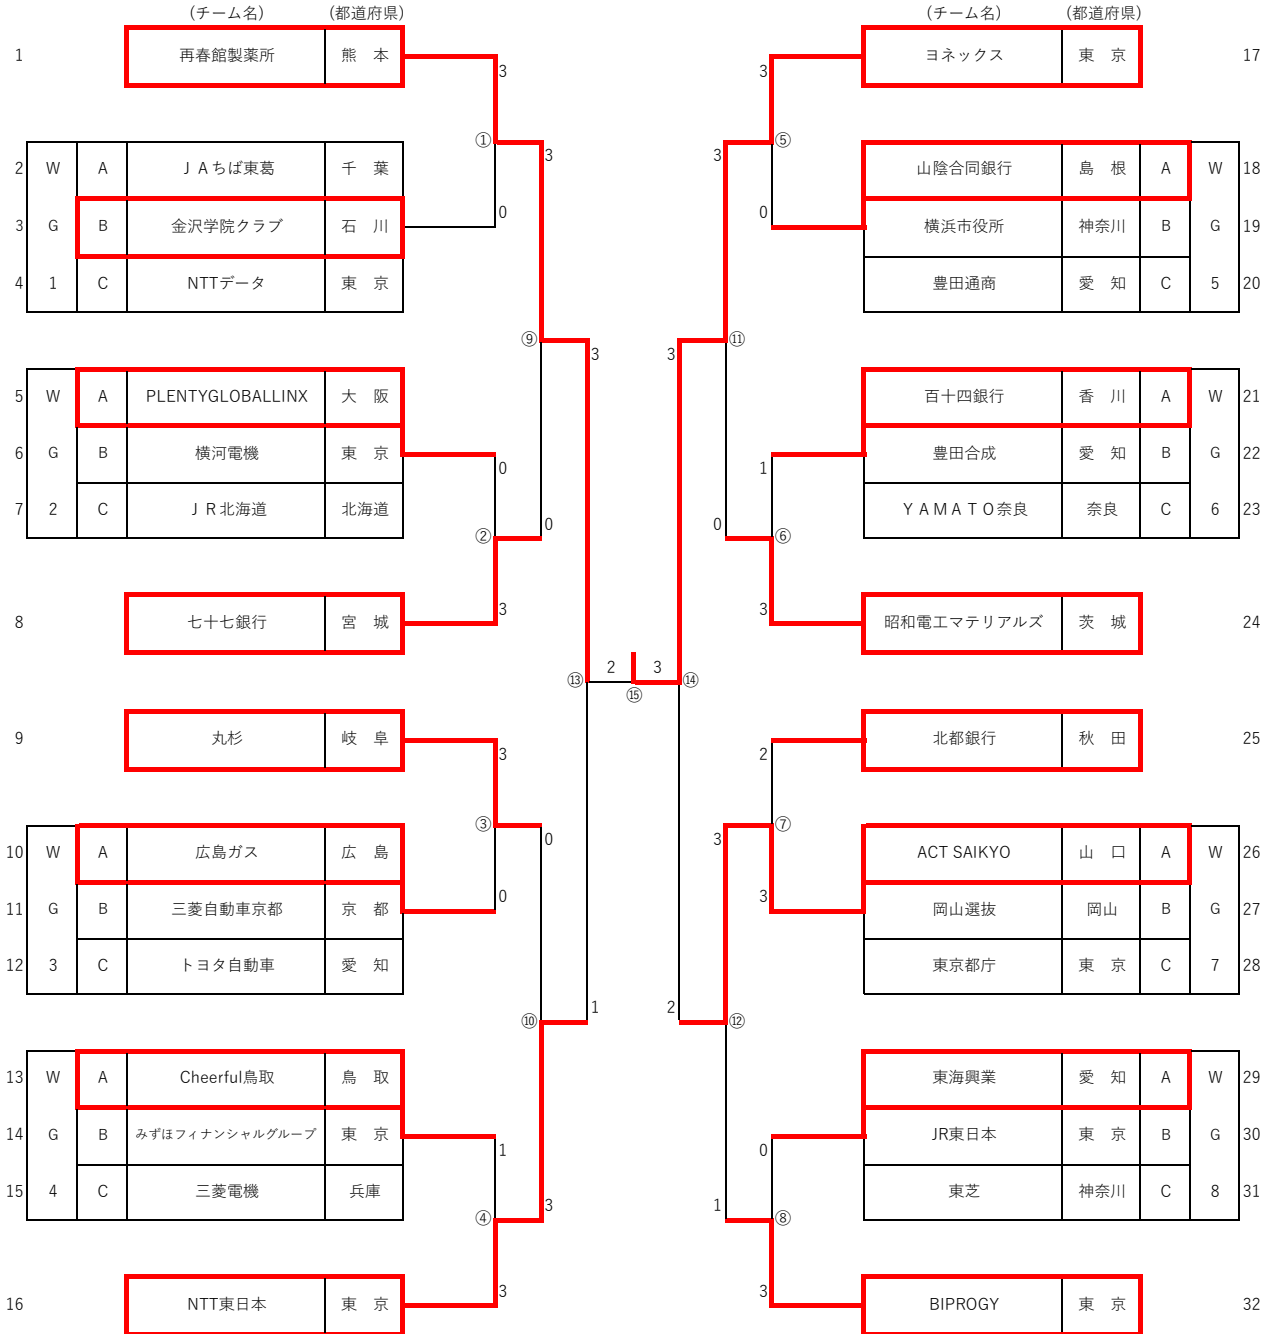 (チーム名) (都道府県) (チーム名) (都道府県)
1 再春館製薬所 熊 本 ヨネックス 東 京 17
3 3
① ⑤
2 W A ＪＡちば東葛 千 葉 3 3 山陰合同銀行 島 根 A W 18
3 G B 金沢学院クラブ 石 川 0 0 横浜市役所 神奈川 B G 19
4 1 C NTTデータ 東 京 豊田通商 愛 知 C 5 20
⑨ 3 3 ⑪
5 W A PLENTYGLOBALLINX 大 阪 百十四銀行 香 川 A W 21
6 G B 横河電機 東 京 0 1 豊田合成 愛 知 B G 22
7 2 C ＪＲ北海道 北海道 ＹＡＭＡＴＯ奈良 奈良 C 6 23
② 0 0 ⑥
8 七十七銀行 宮 城 3 3 昭和電工マテリアルズ 茨 城 24
⑬ 2 ⑮ 3 ⑭
9 丸杉 岐 阜 3 2 北都銀行 秋 田 25
③ 0 3 ⑦
10 W A 広島ガス 広 島 ACT SAIKYO 山 口 A W 26
11 G B 三菱自動車京都 京 都 0 3 岡山選抜 岡山 B G 27
12 3 C トヨタ自動車 愛 知 東京都庁 東 京 C 7 28
⑩ 1 2 ⑫
13 W A Cheerful鳥取 鳥 取 東海興業 愛 知 A W 29
14 G B みずほフィナンシャルグループ 東 京 1 0 JR東日本 東 京 B G 30
15 4 C 三菱電機 兵庫 東芝 神奈川 C 8 31
④ 3 1 ⑧
16 NTT東日本 東 京 3 3 BIPROGY 東 京 32